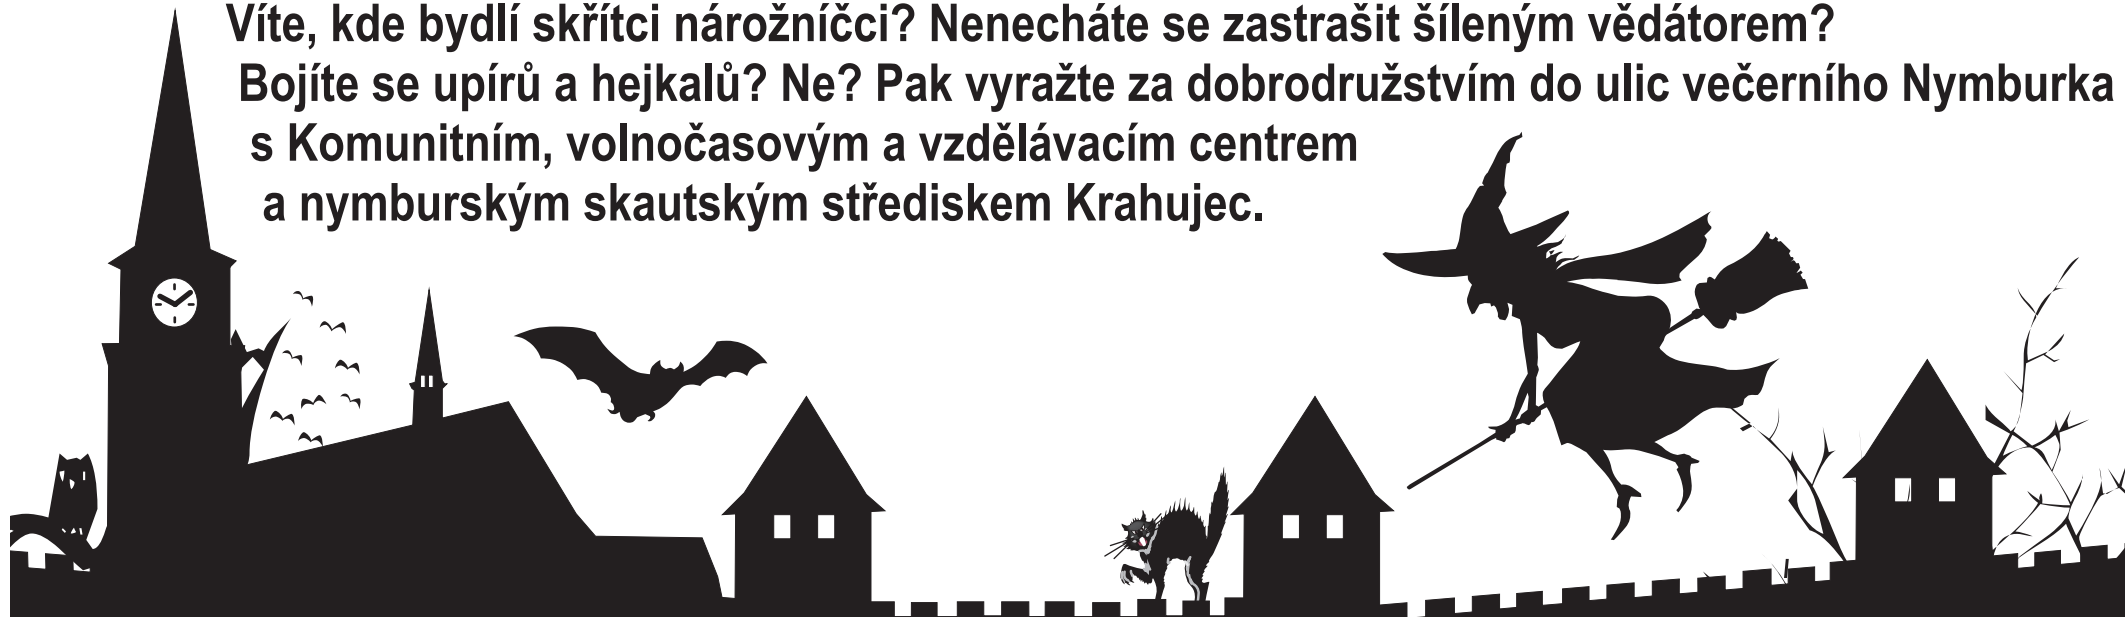 Víte, kde bydlí skřítci nárožníčci? Nenecháte se zastrašit šíleným vědátorem?
Bojíte se upírů a hejkalů? Ne? Pak vyražte za dobrodružstvím do ulic večerního Nymburka
s Komunitním, volnočasovým a vzdělávacím centrem
a nymburským skautským střediskem Krahujec.